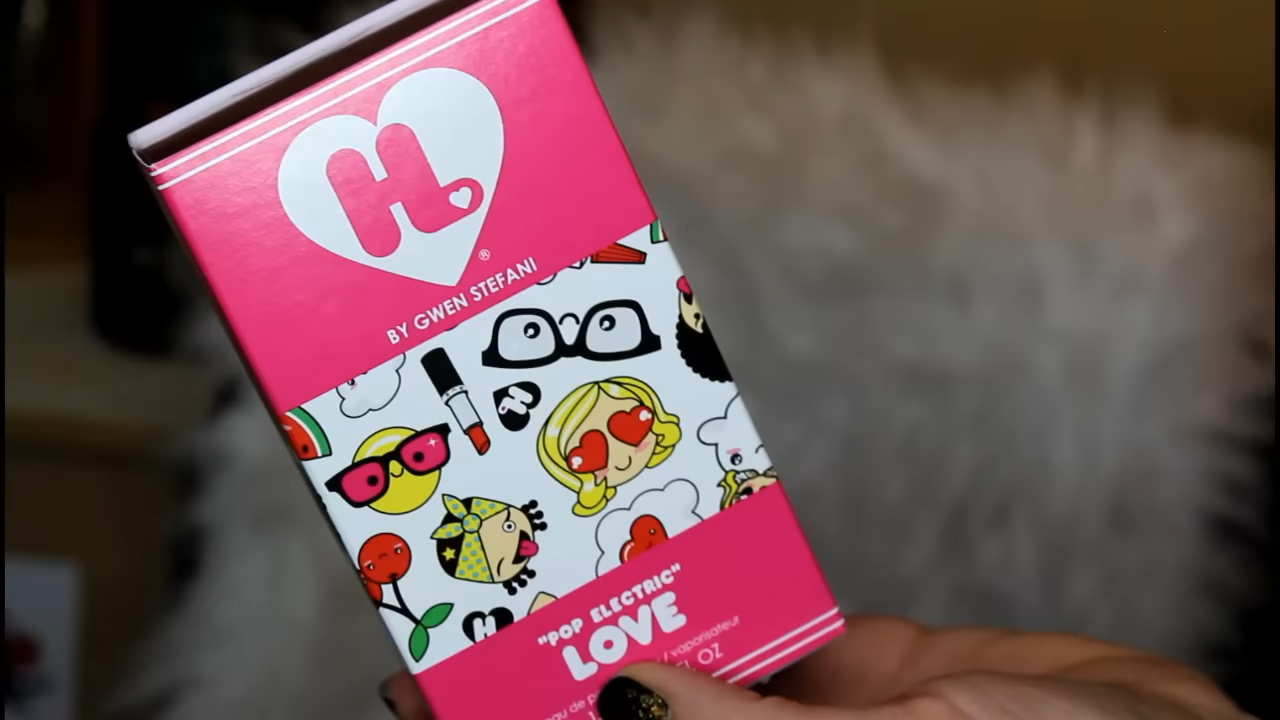 H
®
BY GWEN STEFANI
H
H
"POP ELECTRIC"
LOVE
eau de / vaporisateur
FL OZ